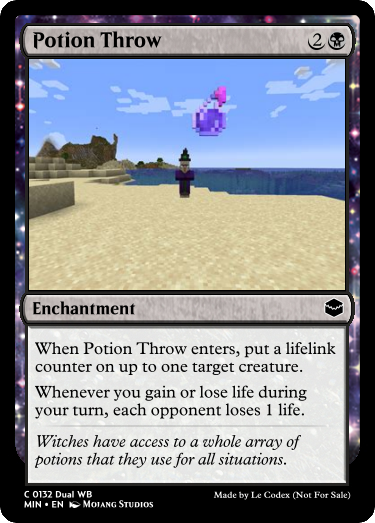 Potion Throw 2
Enchantment
When Potion Throw enters, put a lifelink
counter on up to one target creature.
Whenever you gain or lose life during
your turn, each opponent loses 1 life.
Witches have access to a whole array of
potions that they use for all situations.
C 0132 Dual WB
MIN • EN Mojang Studios
Made by Le Codex (Not For Sale)